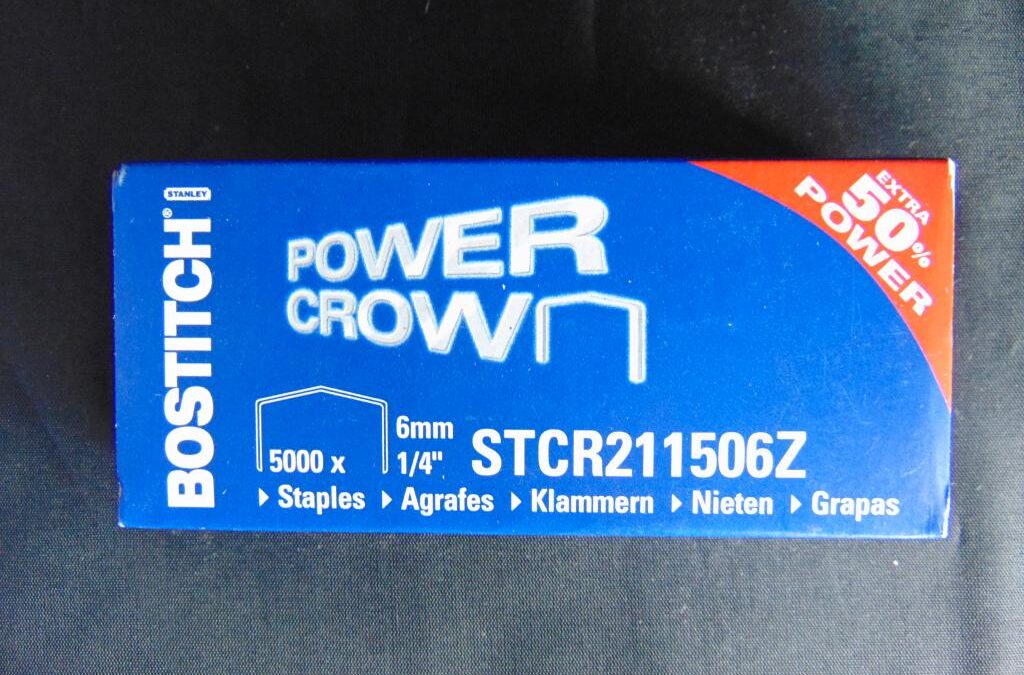 STANLEY
BOSTITCH®
POWER
CROWN
EXTRA
50%
POWER
5000 x
6mm
1/4"
STCR211506Z
Staples Agrafes Klammern Nieten Grapas